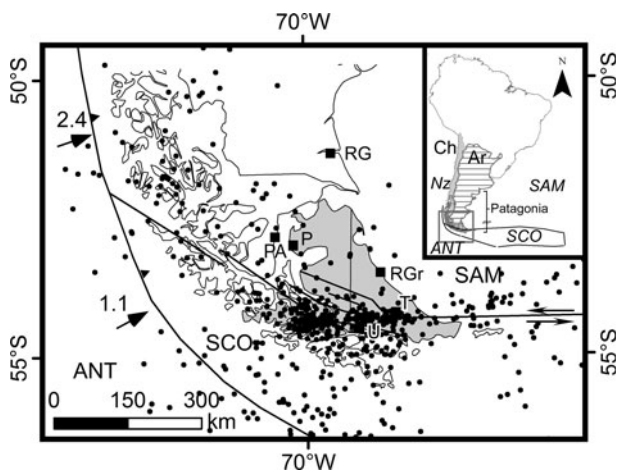 70°W
50°S
50°S
2.4
RG
Ch
Ar
Nz
SAM
Patagonia
ANT
SCO
PA
P
RGr
SAM
T
1.1
U
SCO
55°S
55°S
ANT
0 150 300
km
70°W
N